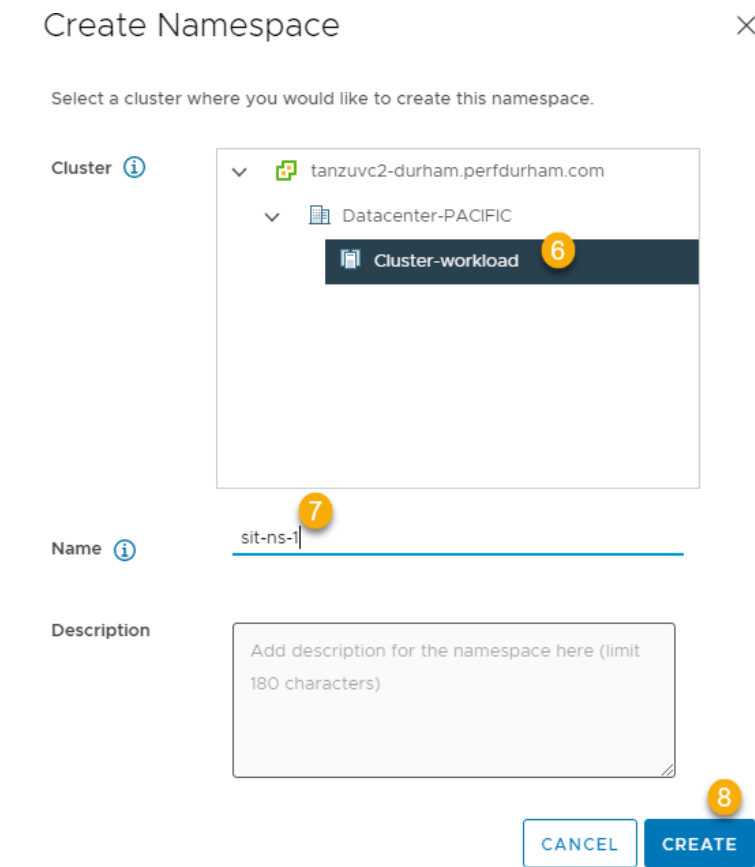 Create Namespace
Select a cluster where you would like to create this namespace.
Cluster
tanzuvc2-durham.perfdurham.com
Datacenter-PACIFIC
Cluster-workload 6
7
Name sit-ns-1
Description
Add description for the namespace here (limit
180 characters)
8
CANCEL CREATE